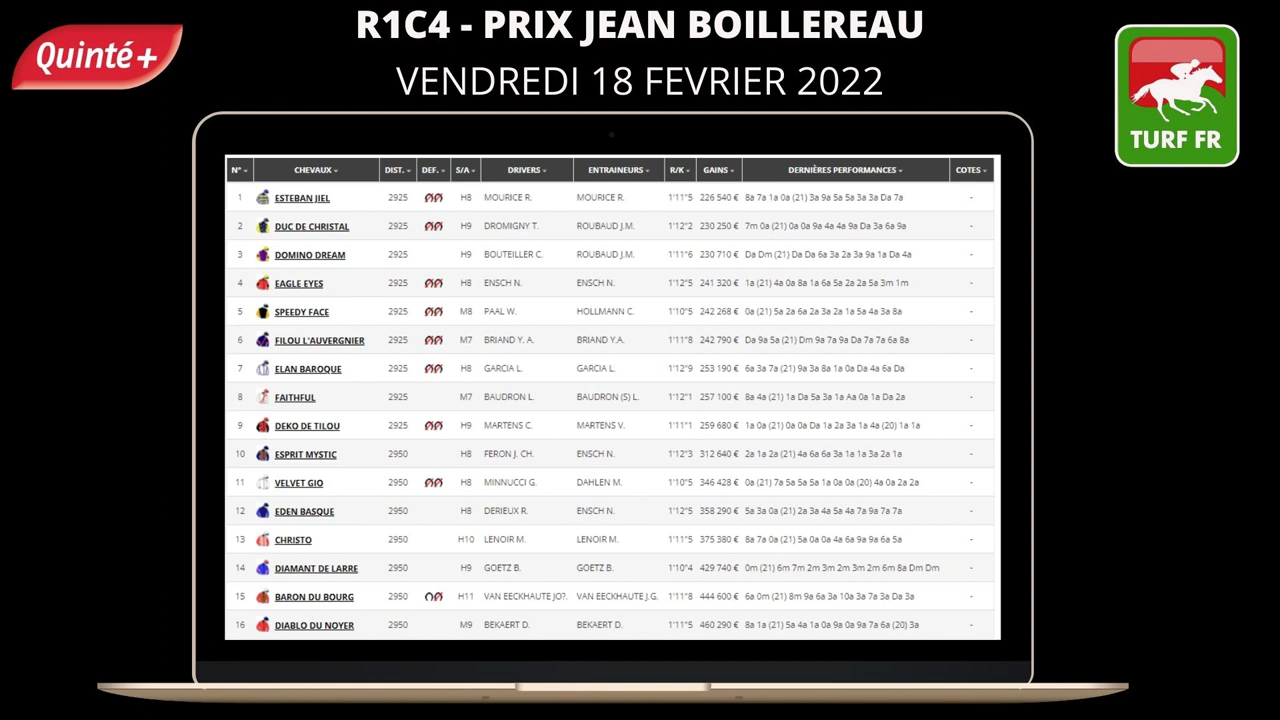 R1C4 - PRIX JEAN BOILLEREAU
Quinté+
VENDREDI 18 FEVRIER 2022
TURF FR
N° CHEVAUX DIST. DEF. S/A DRIVERS ENTRAINEURS R/K GAINS DERNIÈRES PERFORMANCES COTES
1 ESTEBAN JIEL 2925 H8 MOURICE R. MOURICE R. 1'11"5 226 540 € 8a 7a 1a 0a (21) 3a 9a 5a 5a 3a 3a Da 7a -
2 DUC DE CHRISTAL 2925 H9 DROMIGNY T. ROUBAUD J.M. 1'12"2 230 250 € 7m 0a (21) 0a 0a 9a 4a 4a 9a Da 3a 6a 9a -
3 DOMINO DREAM 2925 H9 BOUTEILLER C. ROUBAUD J.M. 1'11"6 230 710 € Da Dm (21) Da Da 6a 3a 2a 3a 9a 1a Da 4a -
4 EAGLE EYES 2925 H8 ENSCH N. ENSCH N. 1'12"5 241 320 € 1a (21) 4a 0a 8a 1a 6a 5a 2a 2a 5a 3m 1m -
5 SPEEDY FACE 2925 M8 PAAL W. HOLLMANN C. 1'10"5 242 268 € 0a (21) 5a 2a 6a 2a 3a 2a 1a 5a 4a 3a 8a -
6 FILOU L'AUVERGNIER 2925 M7 BRIAND Y. A. BRIAND Y.A. 1'11"8 242 790 € Da 9a 5a (21) Dm 9a 7a 9a Da 7a 7a 6a 8a -
7 ELAN BAROQUE 2925 H8 GARCIA L. GARCIA L. 1'12"9 253 190 € 6a 3a 7a (21) 9a 3a 8a 1a 0a Da 4a 6a Da -
8 FAITHFUL 2925 M7 BAUDRON L. BAUDRON (S) L. 1'12"1 257 100 € 8a 4a (21) 1a Da 5a 3a 1a Aa 0a 1a Da 2a -
9 DEKO DE TILOU 2925 H9 MARTENS C. MARTENS V. 1'11"1 259 680 € 1a 0a (21) 0a 0a Da 1a 2a 3a 1a 4a (20) 1a 1a -
10 ESPRIT MYSTIC 2950 H8 FERON J. CH. ENSCH N. 1'12"3 312 640 € 2a 1a 2a (21) 4a 6a 6a 3a 1a 1a 3a 2a 1a -
11 VELVET GIO 2950 H8 MINNUCCI G. DAHLEN M. 1'10"5 346 428 € 0a (21) 7a 5a 5a 5a 1a 0a 0a (20) 4a 0a 2a 2a -
12 EDEN BASQUE 2950 H8 DERIEUX R. ENSCH N. 1'12"5 358 290 € 5a 3a 0a (21) 2a 3a 4a 5a 4a 7a 9a 7a 7a -
13 CHRISTO 2950 H10 LENOIR M. LENOIR M. 1'11"5 375 380 € 8a 7a 0a (21) 5a 0a 0a 4a 6a 9a 9a 6a 5a -
14 DIAMANT DE LARRE 2950 H9 GOETZ B. GOETZ B. 1'10"4 429 740 € 0m (21) 6m 7m 2m 3m 2m 3m 2m 6m 8a Dm Dm -
15 BARON DU BOURG 2950 H11 VAN EECKHAUTE JO?. VAN EECKHAUTE J.G. 1'11"8 444 600 € 6a 0m (21) 8m 9a 6a 3a 10a 3a 7a 3a Da 3a -
16 DIABLO DU NOYER 2950 M9 BEKAERT D. BEKAERT D. 1'11"5 460 290 € 8a 1a (21) 5a 4a 1a 0a 9a 0a 9a 7a 6a (20) 3a -